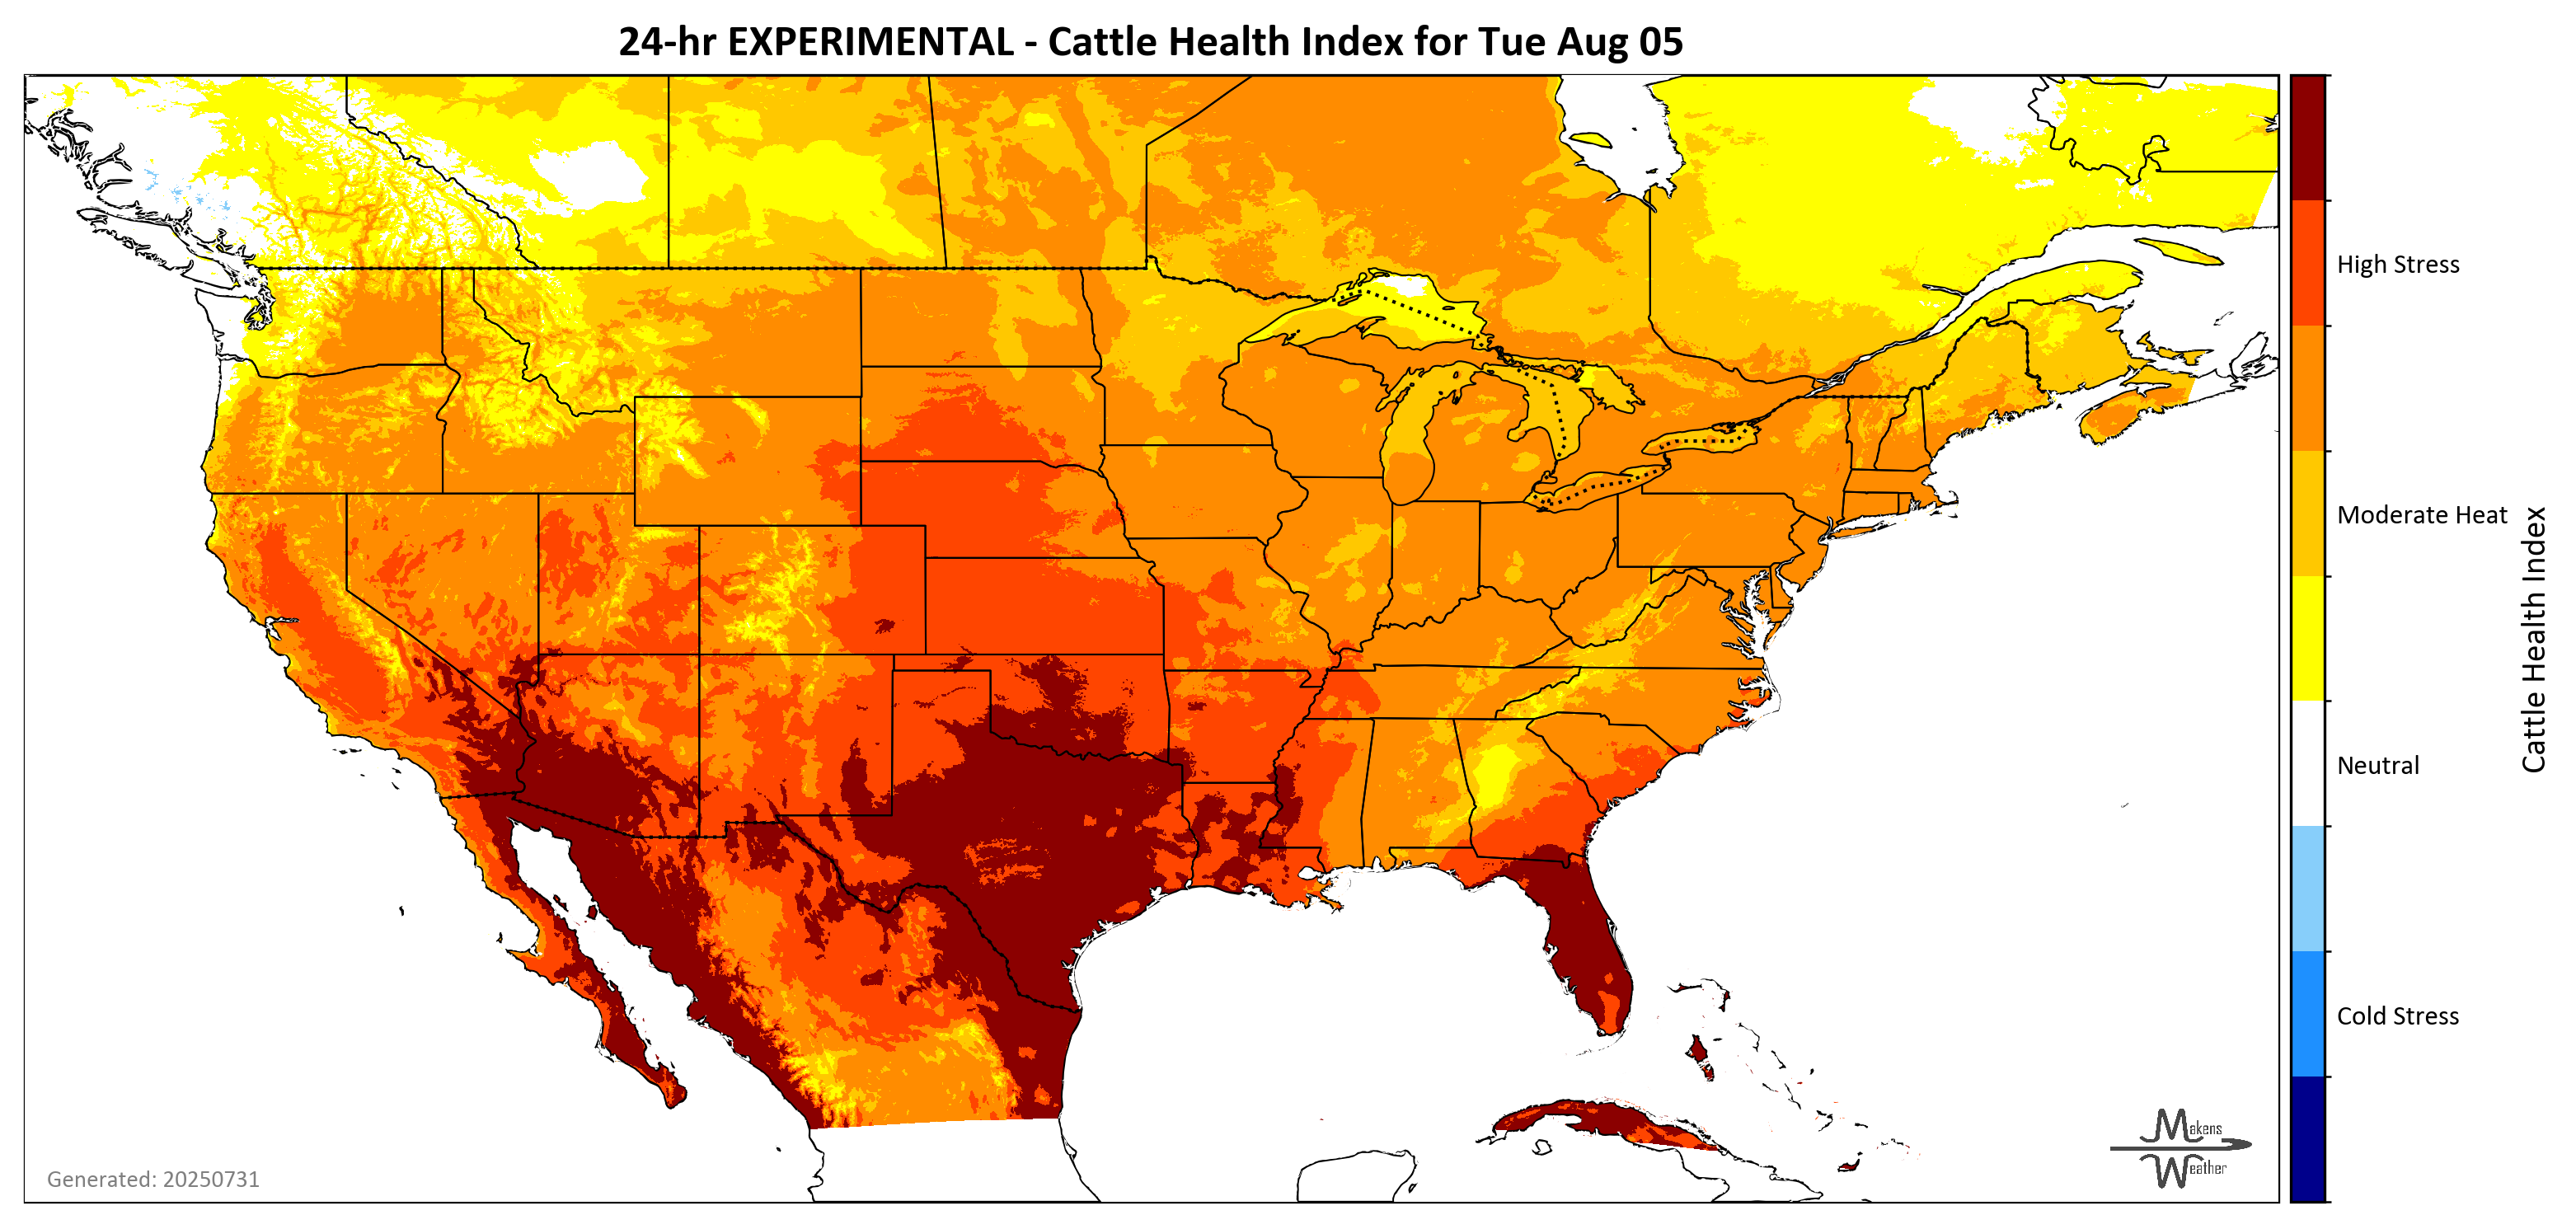 24-hr EXPERIMENTAL - Cattle Health Index for Tue Aug 05
High Stress
Moderate Heat
Neutral
Cold Stress
Cattle Health Index
Generated: 20250731
Makens
Weather